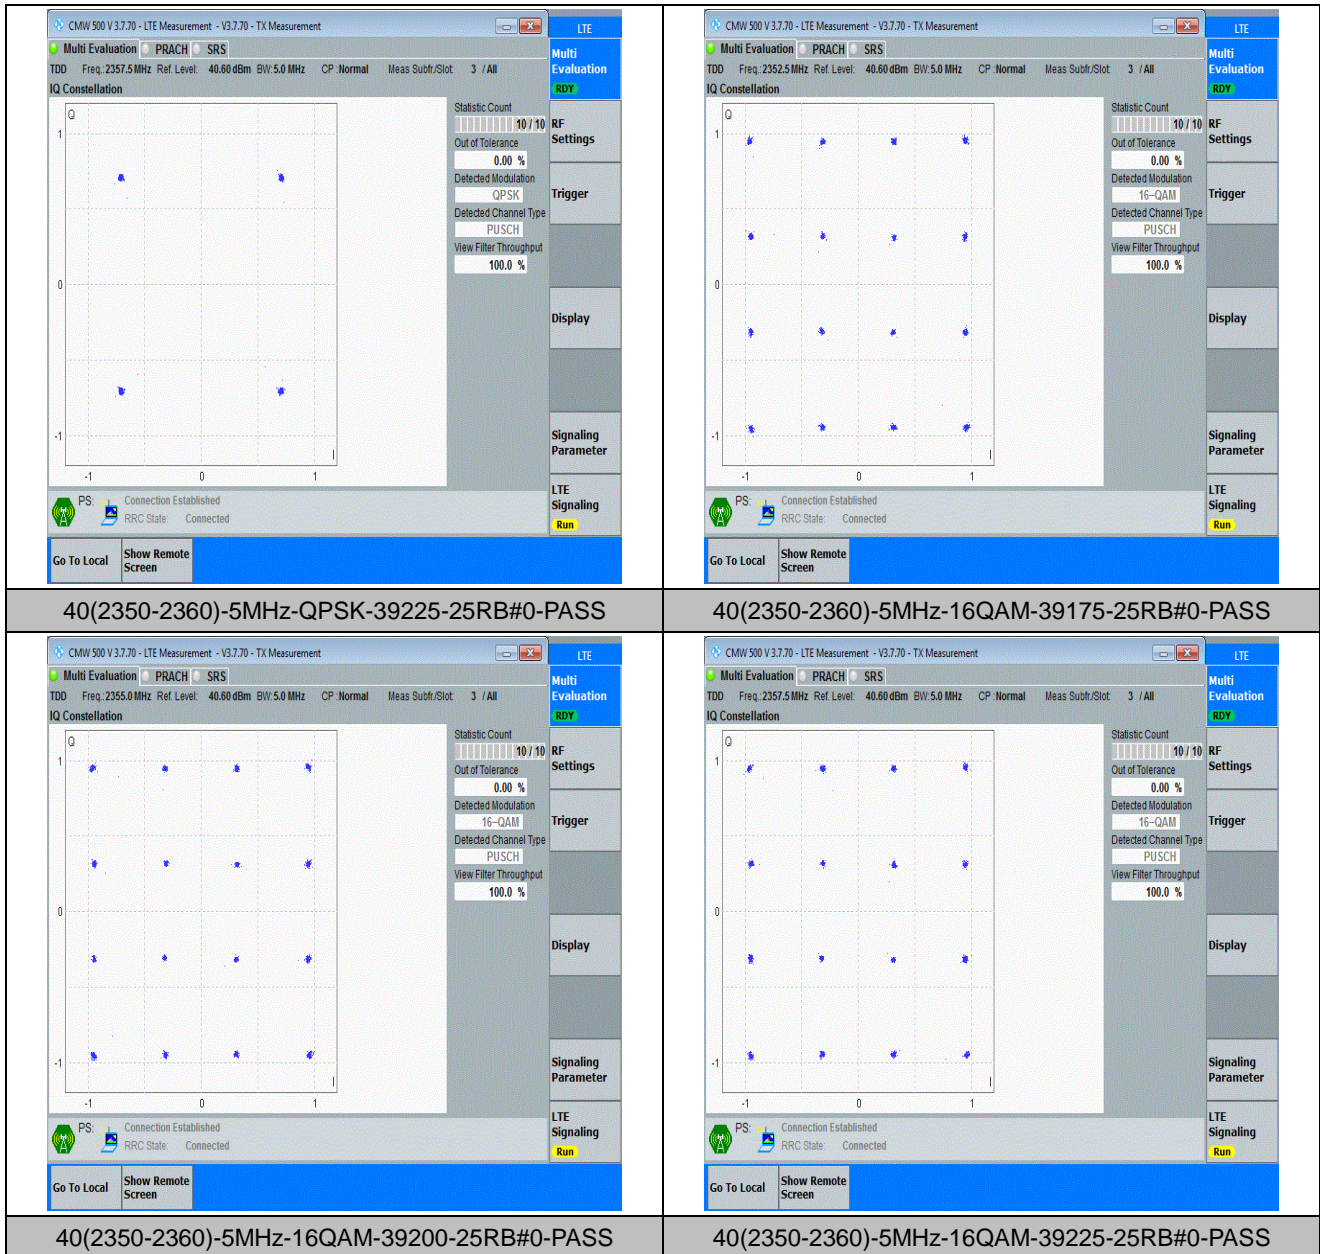 CMW 500 V 3.7.70 - LTE Measurement - V3.7.70 - TX Measurement
LTE
Multi Evaluation PRACH SRS
Multi Evaluation
RDY
TDD Freq.:2357.5 MHz Ref. Level: 40.60 dBm BW:5.0 MHz CP :Normal Meas Subfr./Slot: 3 / All
IQ Constellation
Q
1
0
-1
-1 0 1
I
Statistic Count
10 / 10
Out of Tolerance
0.00 %
Detected Modulation
QPSK
Detected Channel Type
PUSCH
View Filter Throughput
100.0 %
RF
Settings
Trigger
Display
Signaling
Parameter
LTE
Signaling
Run
PS: Connection Established
RRC State: Connected
Go To Local
Show Remote
Screen
40(2350-2360)-5MHz-QPSK-39225-25RB#0-PASS
CMW 500 V 3.7.70 - LTE Measurement - V3.7.70 - TX Measurement
LTE
Multi Evaluation PRACH SRS
Multi
Evaluation
RDY
TDD Freq.:2352.5 MHz Ref. Level: 40.60 dBm BW:5.0 MHz CP :Normal Meas Subfr./Slot: 3 / All
IQ Constellation
Q
1
0
-1
-1 0 1
I
Statistic Count
10 / 10
Out of Tolerance
0.00 %
Detected Modulation
16-QAM
Detected Channel Type
PUSCH
View Filter Throughput
100.0 %
RF
Settings
Trigger
Display
Signaling
Parameter
LTE
Signaling
Run
PS: Connection Established
RRC State: Connected
Go To Local
Show Remote
Screen
40(2350-2360)-5MHz-16QAM-39175-25RB#0-PASS
CMW 500 V 3.7.70 - LTE Measurement - V3.7.70 - TX Measurement
LTE
Multi Evaluation PRACH SRS
Multi
Evaluation
RDY
TDD Freq.:2355.0 MHz Ref. Level: 40.60 dBm BW:5.0 MHz CP :Normal Meas Subfr./Slot: 3 / All
IQ Constellation
Q
1
0
-1
-1 0 1
I
Statistic Count
10 / 10
Out of Tolerance
0.00 %
Detected Modulation
16-QAM
Detected Channel Type
PUSCH
View Filter Throughput
100.0 %
RF
Settings
Trigger
Display
Signaling
Parameter
LTE
Signaling
Run
PS: Connection Established
RRC State: Connected
Go To Local
Show Remote
Screen
40(2350-2360)-5MHz-16QAM-39200-25RB#0-PASS
CMW 500 V 3.7.70 - LTE Measurement - V3.7.70 - TX Measurement
LTE
Multi Evaluation PRACH SRS
Multi
Evaluation
RDY
TDD Freq.:2357.5 MHz Ref. Level: 40.60 dBm BW:5.0 MHz CP :Normal Meas Subfr./Slot: 3 / All
IQ Constellation
Q
1
0
-1
-1 0 1
I
Statistic Count
10 / 10
Out of Tolerance
0.00 %
Detected Modulation
16-QAM
Detected Channel Type
PUSCH
View Filter Throughput
100.0 %
RF
Settings
Trigger
Display
Signaling
Parameter
LTE
Signaling
Run
PS: Connection Established
RRC State: Connected
Go To Local
Show Remote
Screen
40(2350-2360)-5MHz-16QAM-39225-25RB#0-PASS